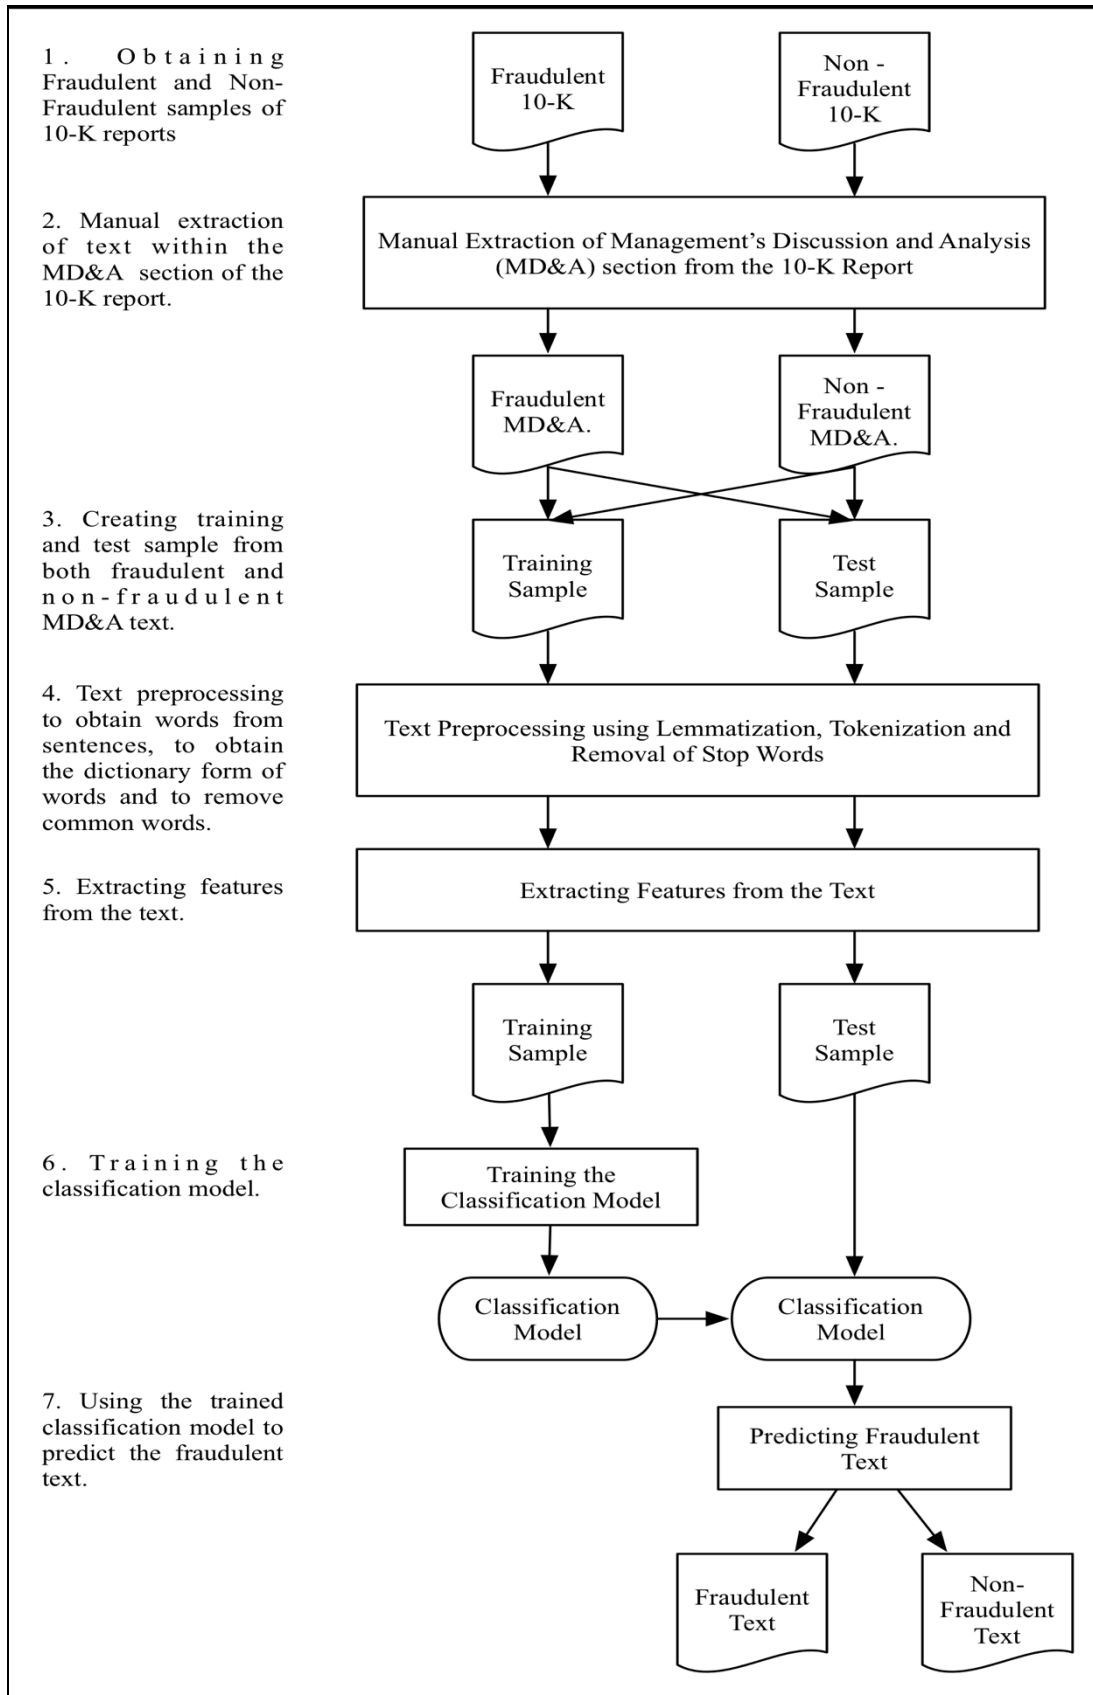 1. Obtaining
Fraudulent and Non-
Fraudulent samples of
10-K reports
Fraudulent
10-K
Non -
Fraudulent
10-K
2. Manual extraction
of text within the
MD&A section of the
10-K report.
Manual Extraction of Management's Discussion and Analysis
(MD&A) section from the 10-K Report
Fraudulent
MD&A.
Non -
Fraudulent
MD&A.
3. Creating training
and test sample from
both fraudulent and
non-fraudulent
MD&A text.
Training
Sample
Test
Sample
4. Text preprocessing
to obtain words from
sentences, to obtain
the dictionary form of
words and to remove
common words.
Text Preprocessing using Lemmatization, Tokenization and
Removal of Stop Words
5. Extracting features
from the text.
Extracting Features from the Text
Training
Sample
Test
Sample
6. Training the
classification model.
Training the
Classification Model
Classification
Model
Classification
Model
7. Using the trained
classification model to
predict the fraudulent
text.
Predicting Fraudulent
Text
Fraudulent
Text
Non-
Fraudulent
Text